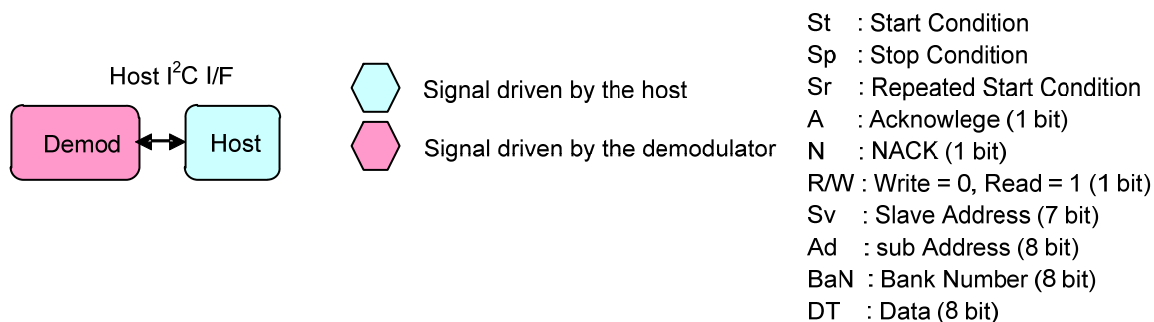 Host I²C I/F
Demod
Host
Signal driven by the host
Signal driven by the demodulator
St : Start Condition
Sp : Stop Condition
Sr : Repeated Start Condition
A : Acknowlege (1 bit)
N : NACK (1 bit)
R/W : Write = 0, Read = 1 (1 bit)
Sv : Slave Address (7 bit)
Ad : sub Address (8 bit)
BaN : Bank Number (8 bit)
DT : Data (8 bit)